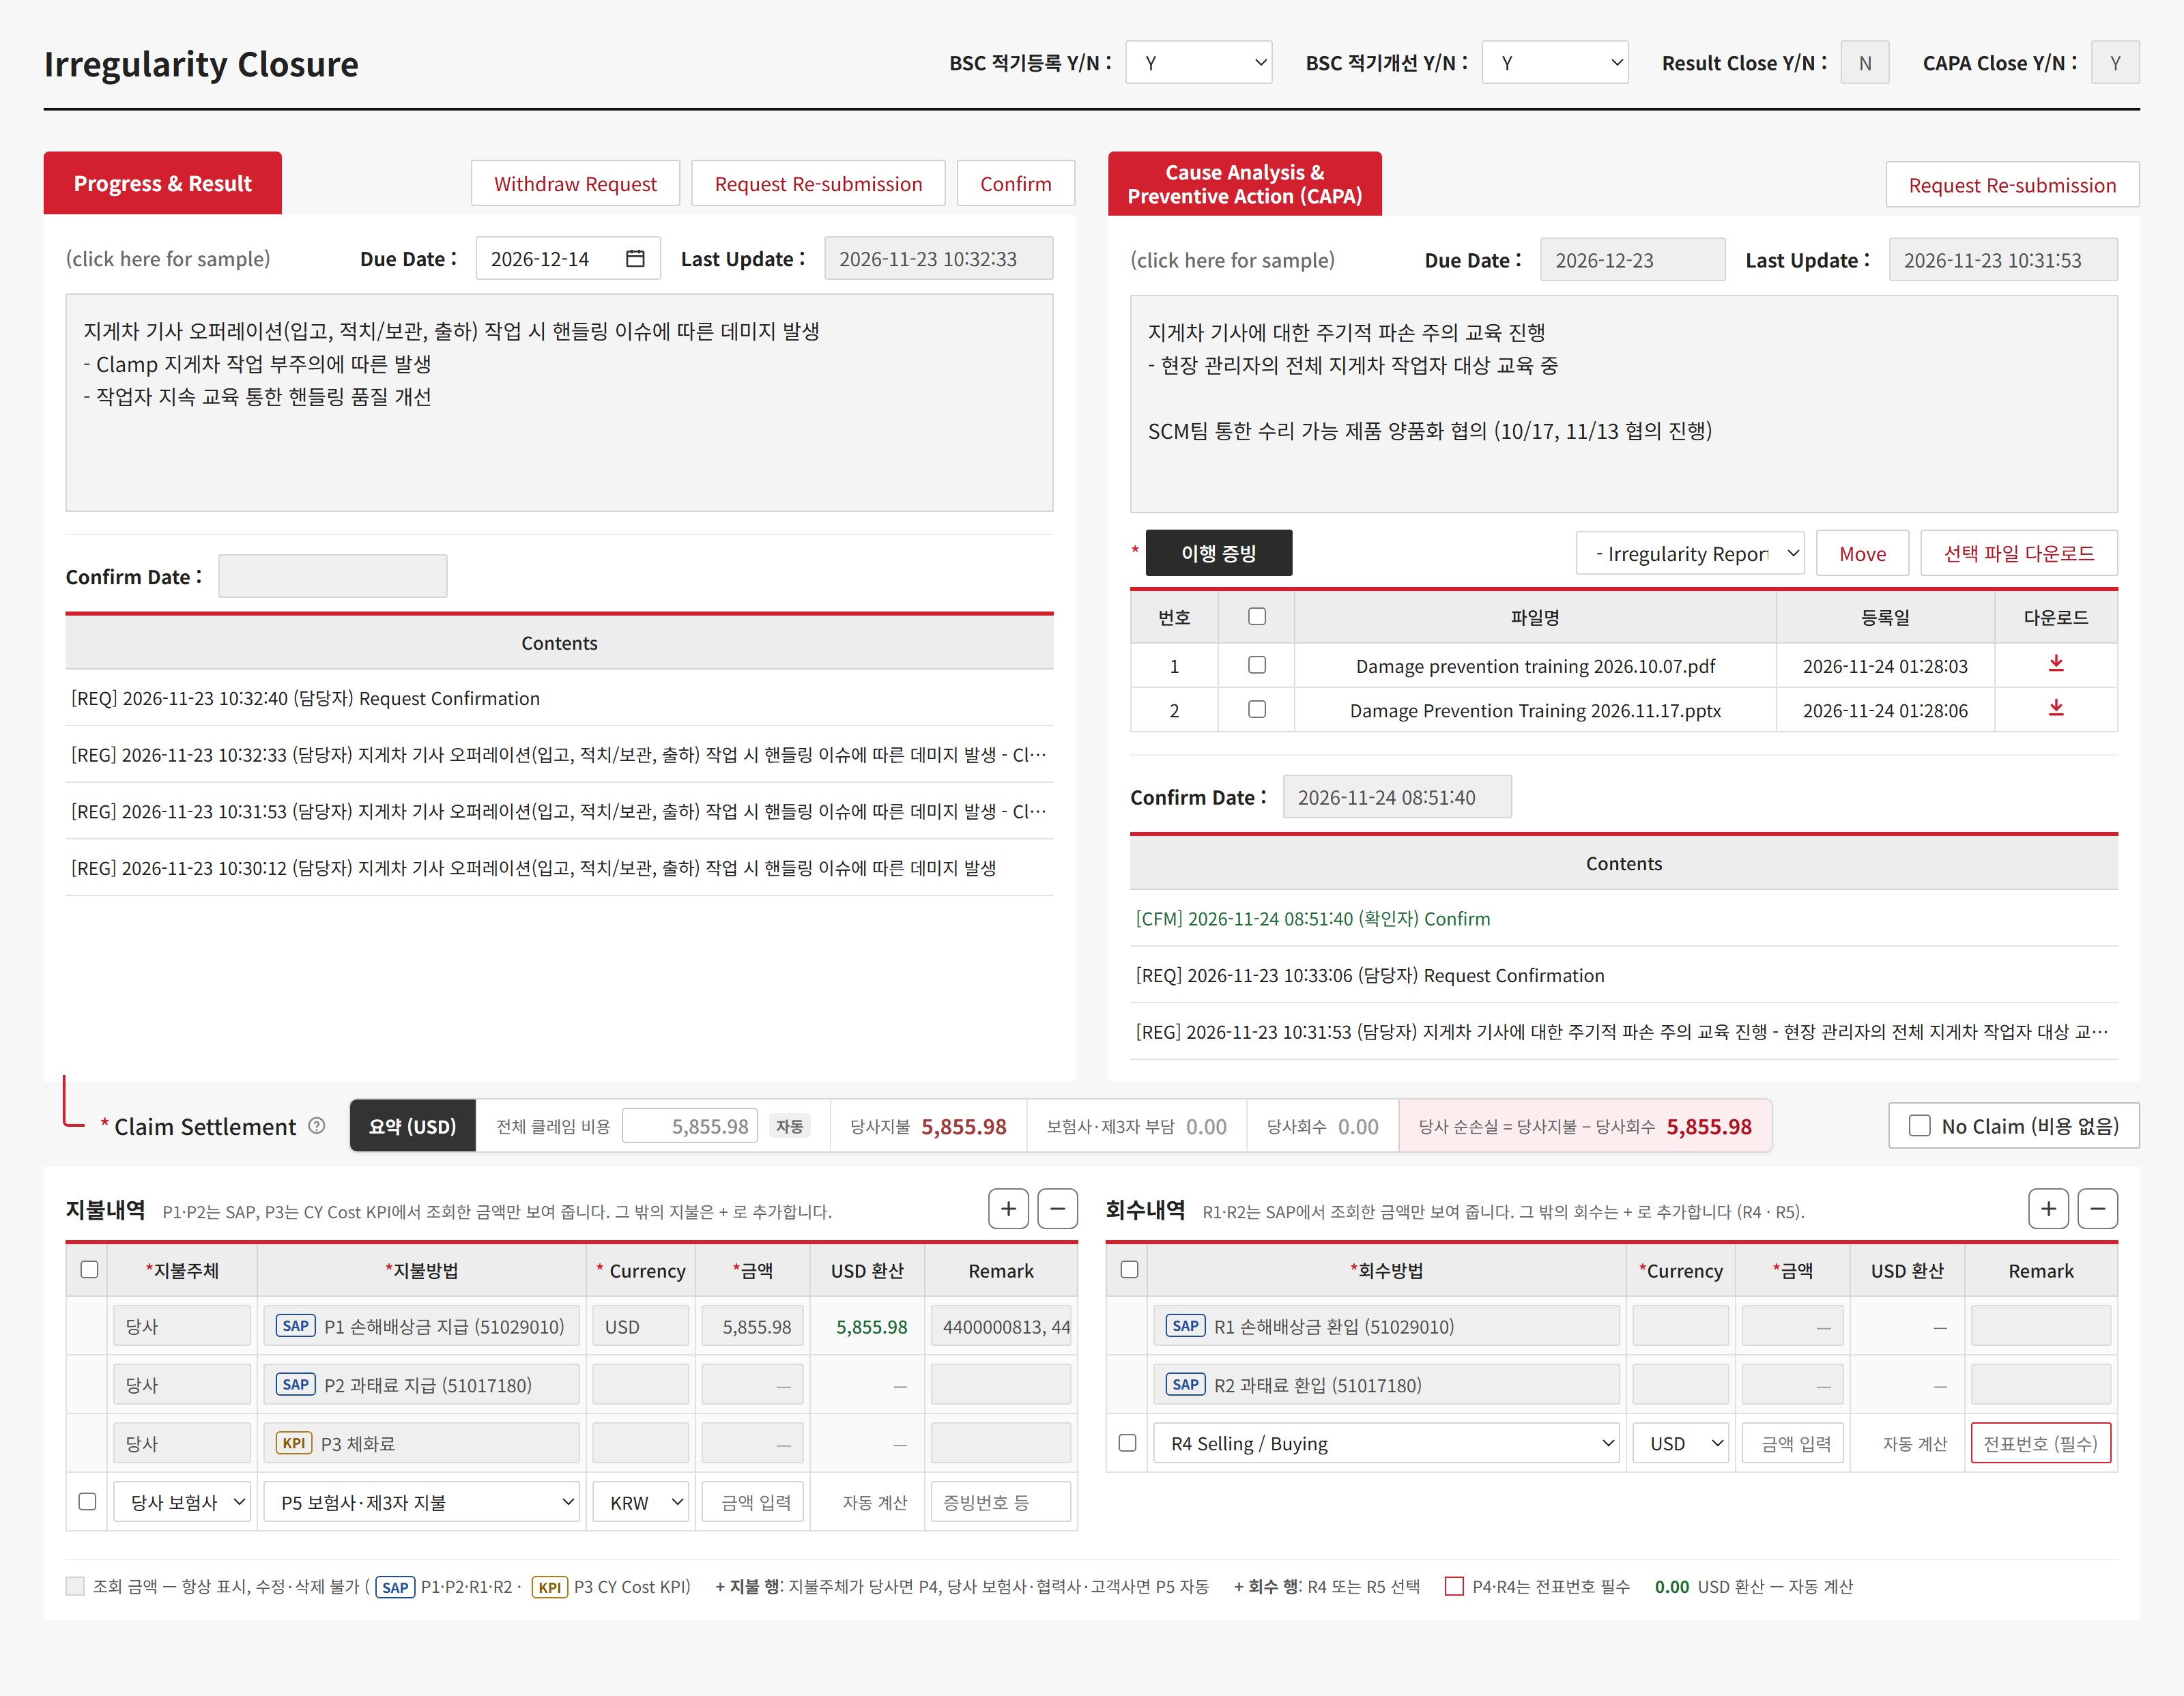 Irregularity Closure
BSC 적기등록 Y/N : Y
BSC 적기개선 Y/N : Y
Result Close Y/N : N
CAPA Close Y/N : Y
Progress & Result
Withdraw Request
Request Re-submission
Confirm
(click here for sample)
Due Date : 2026-12-14
Last Update : 2026-11-23 10:32:33
지게차 기사 오퍼레이션(입고, 적치/보관, 출하) 작업 시 핸들링 이슈에 따른 데미지 발생
- Clamp 지게차 작업 부주의에 따른 발생
- 작업자 지속 교육 통한 핸들링 품질 개선
Confirm Date :
Contents
[REQ] 2026-11-23 10:32:40 (담당자) Request Confirmation
[REG] 2026-11-23 10:32:33 (담당자) 지게차 기사 오퍼레이션(입고, 적치/보관, 출하) 작업 시 핸들링 이슈에 따른 데미지 발생 - Cl…
[REG] 2026-11-23 10:31:53 (담당자) 지게차 기사 오퍼레이션(입고, 적치/보관, 출하) 작업 시 핸들링 이슈에 따른 데미지 발생 - Cl…
[REG] 2026-11-23 10:30:12 (담당자) 지게차 기사 오퍼레이션(입고, 적치/보관, 출하) 작업 시 핸들링 이슈에 따른 데미지 발생
Cause Analysis &
Preventive Action (CAPA)
Request Re-submission
(click here for sample)
Due Date : 2026-12-23
Last Update : 2026-11-23 10:31:53
지게차 기사에 대한 주기적 파손 주의 교육 진행
- 현장 관리자의 전체 지게차 작업자 대상 교육 중
SCM팀 통한 수리 가능 제품 양품화 협의 (10/17, 11/13 협의 진행)
* 이행 증빙
- Irregularity Report
Move
선택 파일 다운로드
번호 파일명 등록일 다운로드
1 Damage prevention training 2026.10.07.pdf 2026-11-24 01:28:03
2 Damage Prevention Training 2026.11.17.pptx 2026-11-24 01:28:06
Confirm Date : 2026-11-24 08:51:40
Contents
[CFM] 2026-11-24 08:51:40 (확인자) Confirm
[REQ] 2026-11-23 10:33:06 (담당자) Request Confirmation
[REG] 2026-11-23 10:31:53 (담당자) 지게차 기사에 대한 주기적 파손 주의 교육 진행 - 현장 관리자의 전체 지게차 작업자 대상 교…
* Claim Settlement ?
요약 (USD)
전체 클레임 비용 5,855.98 자동
당사지불 5,855.98
보험사·제3자 부담 0.00
당사회수 0.00
당사 순손실 = 당사지불 − 당사회수 5,855.98
No Claim (비용 없음)
지불내역 P1·P2는 SAP, P3는 CY Cost KPI에서 조회한 금액만 보여 줍니다. 그 밖의 지불은 + 로 추가합니다.
+ −
*지불주체 *지불방법 * Currency *금액 USD 환산 Remark
당사 SAP P1 손해배상금 지급 (51029010) USD 5,855.98 5,855.98 4400000813, 44
당사 SAP P2 과태료 지급 (51017180) — —
당사 KPI P3 체화료 — —
당사 보험사 P5 보험사·제3자 지불 KRW 금액 입력 자동 계산 증빙번호 등
회수내역 R1·R2는 SAP에서 조회한 금액만 보여 줍니다. 그 밖의 회수는 + 로 추가합니다 (R4 · R5).
+ −
*회수방법 *Currency *금액 USD 환산 Remark
SAP R1 손해배상금 환입 (51029010) — —
SAP R2 과태료 환입 (51017180) — —
R4 Selling / Buying USD 금액 입력 자동 계산 전표번호 (필수)
조회 금액 — 항상 표시, 수정·삭제 불가 ( SAP P1·P2·R1·R2 · KPI P3 CY Cost KPI) + 지불 행: 지불주체가 당사면 P4, 당사 보험사·협력사·고객사면 P5 자동 + 회수 행: R4 또는 R5 선택 P4·R4는 전표번호 필수 0.00 USD 환산 — 자동 계산